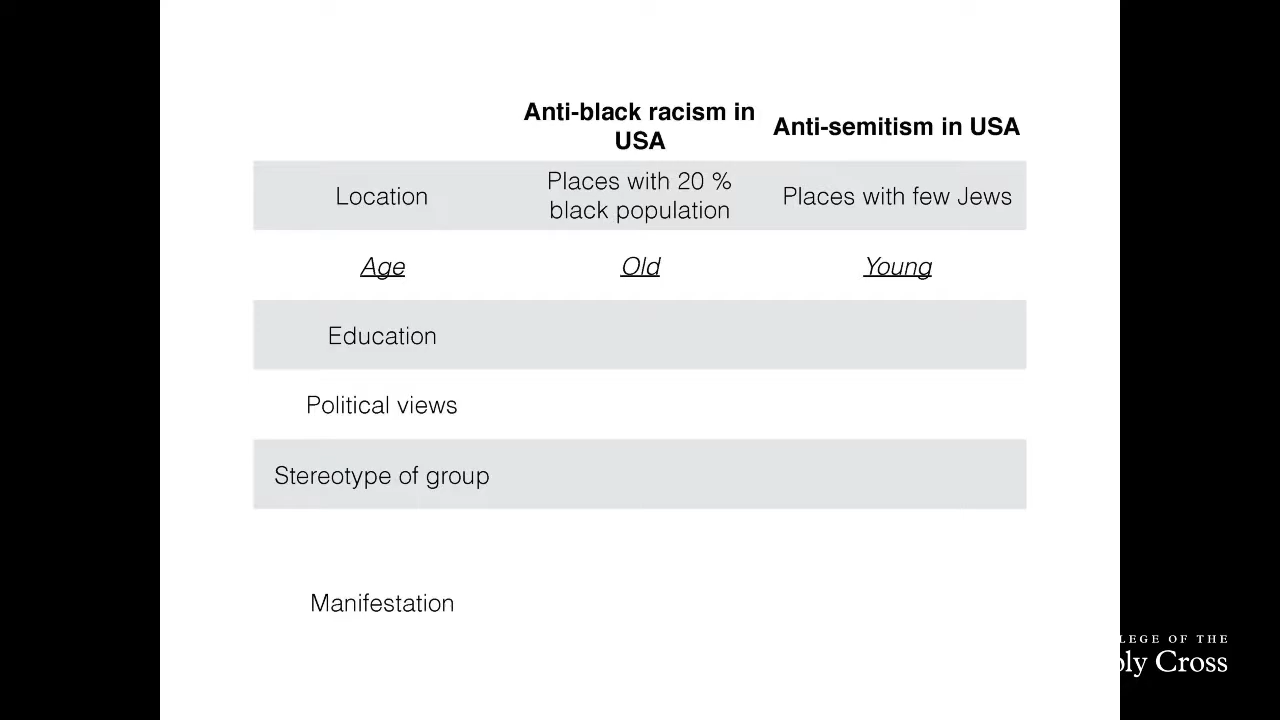 Anti-black racism in
USA
Anti-semitism in USA
Location
Places with 20 %
black population
Places with few Jews
Age
Old
Young
Education
Political views
Stereotype of group
Manifestation
LLEGE OF THE
oly Cross